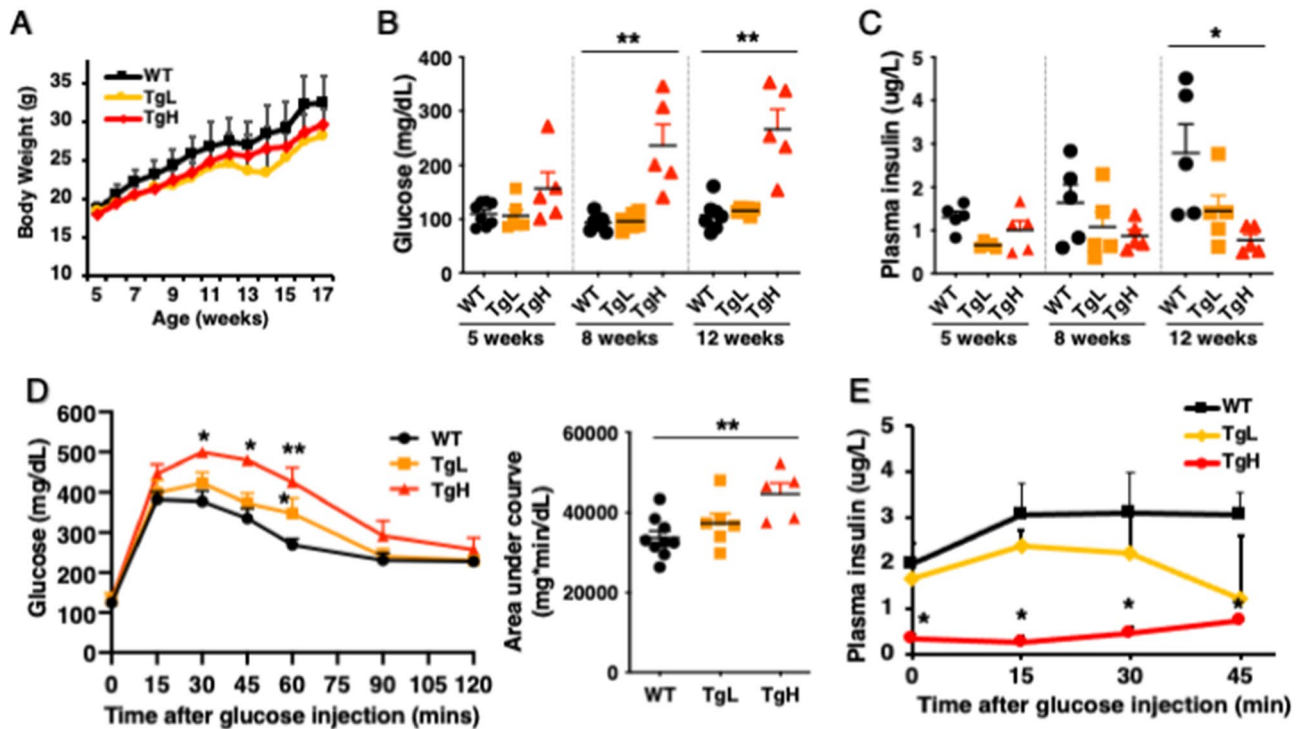 A
Body Weight (g)
35
30
25
20
15
10
WT
TgL
TgH
5 7 9 11 13 15 17
Age (weeks)
B
Glucose (mg/dL)
400
300
200
100
0
** **
WT TgL TgH WT TgL TgH WT TgL TgH
5 weeks 8 weeks 12 weeks
C
Plasma insulin (ug/L)
5
4
3
2
1
0
*
WT TgL TgH WT TgL TgH WT TgL TgH
5 weeks 8 weeks 12 weeks
D
Glucose (mg/dL)
600
500
400
300
200
100
0
* * **
*
WT
TgL
TgH
0 15 30 45 60 75 90 105 120
Time after glucose injection (mins)
Area under courve
(mg*min/dL)
60000
40000
20000
0
**
WT TgL TgH
E
Plasma insulin (ug/L)
5
4
3
2
1
0
WT
TgL
TgH
* * * *
0 15 30 45
Time after glucose injection (min)